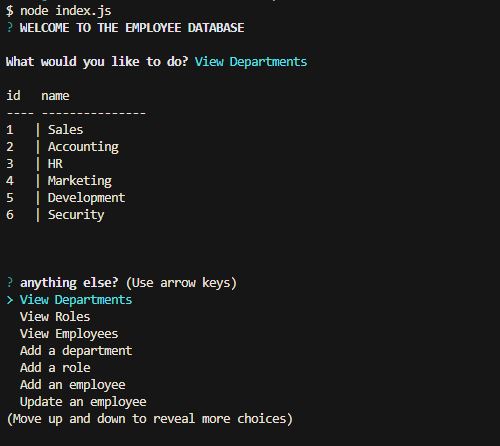 $ node index.js
? WELCOME TO THE EMPLOYEE DATABASE
What would you like to do? View Departments
id   name
---- ---------------
1   | Sales
2   | Accounting
3   | HR
4   | Marketing
5   | Development
6   | Security
? anything else? (Use arrow keys)
> View Departments
  View Roles
  View Employees
  Add a department
  Add a role
  Add an employee
  Update an employee
(Move up and down to reveal more choices)